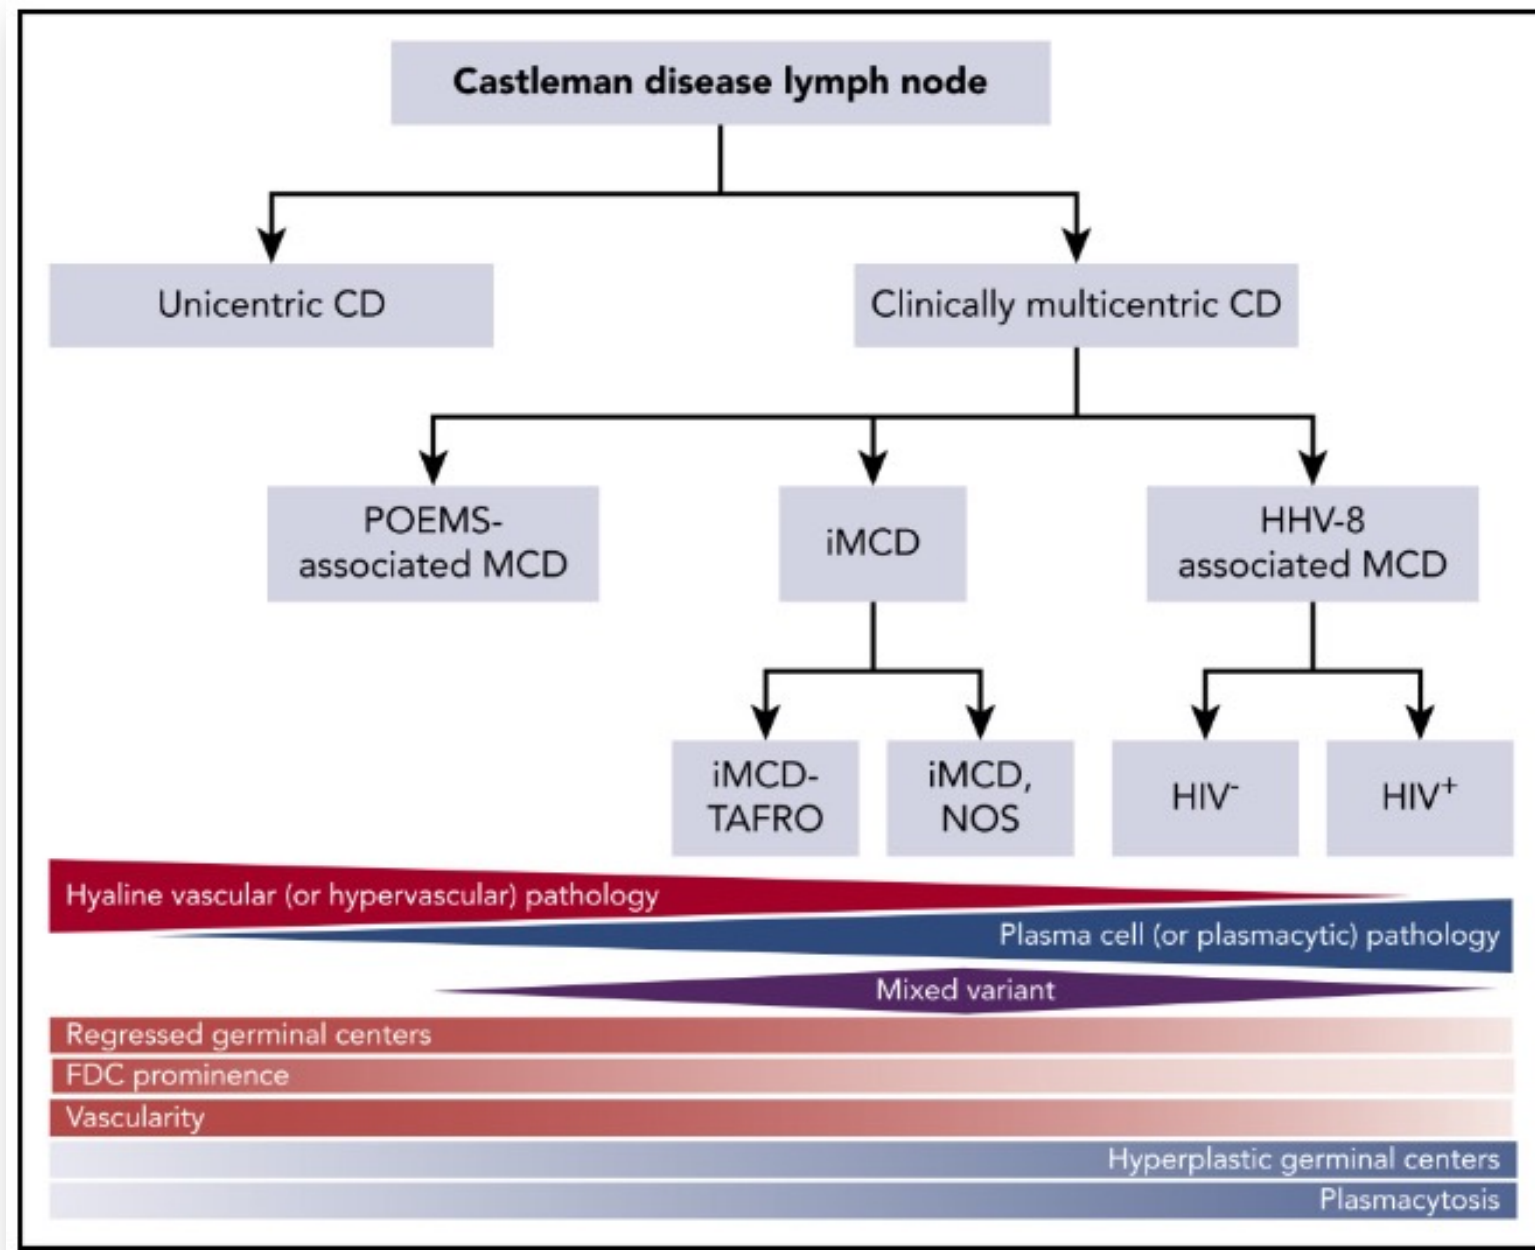 Castleman disease lymph node
Unicentric CD
Clinically multicentric CD
POEMS-
associated MCD
iMCD
HHV-8
associated MCD
iMCD-
TAFRO
iMCD,
NOS
HIV⁻
HIV⁺
Hyaline vascular (or hypervascular) pathology
Plasma cell (or plasmacytic) pathology
Mixed variant
Regressed germinal centers
FDC prominence
Vascularity
Hyperplastic germinal centers
Plasmacytosis